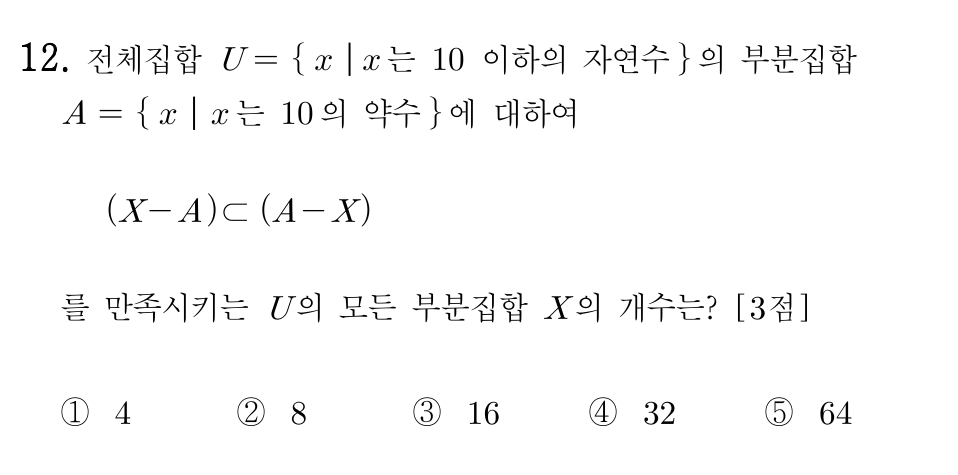 12. 전체집합 U = { x | x는 10 이하의 자연수 }의 부분집합
A = { x | x는 10의 약수 }에 대하여
(X−A)⊂(A−X)
를 만족시키는 U의 모든 부분집합 X의 개수는? [3점]
① 4 ② 8 ③ 16 ④ 32 ⑤ 64